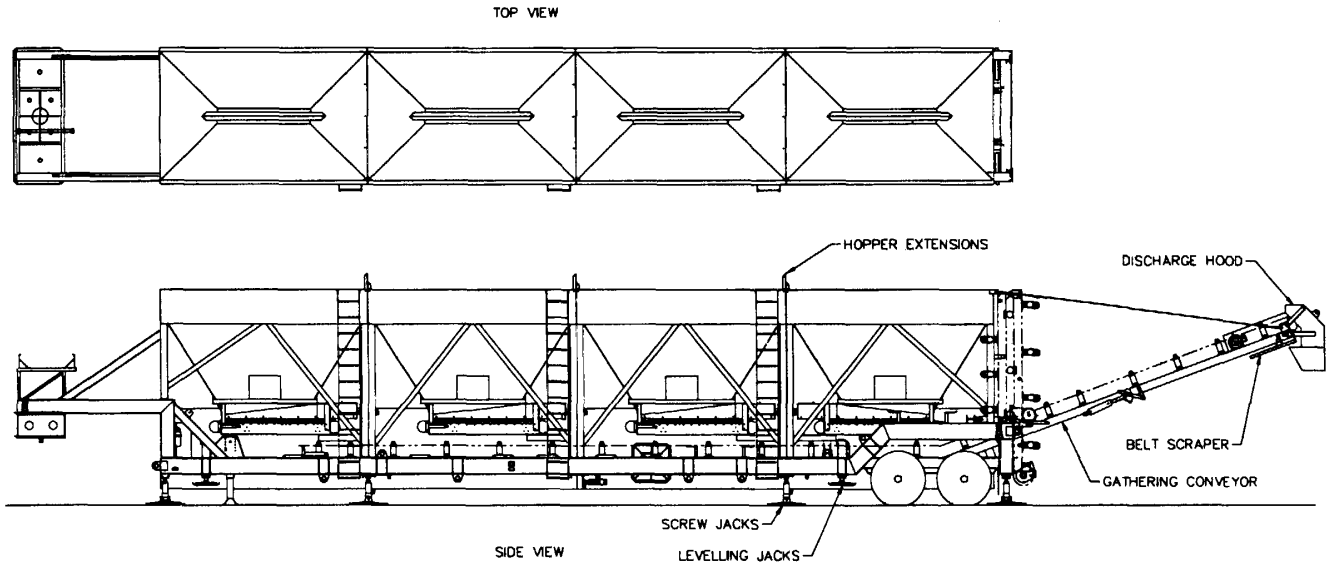 TOP VIEW
HOPPER EXTENSIONS
DISCHARGE HOOD
BELT SCRAPER
GATHERING CONVEYOR
SCREW JACKS
SIDE VIEW
LEVELLING JACKS